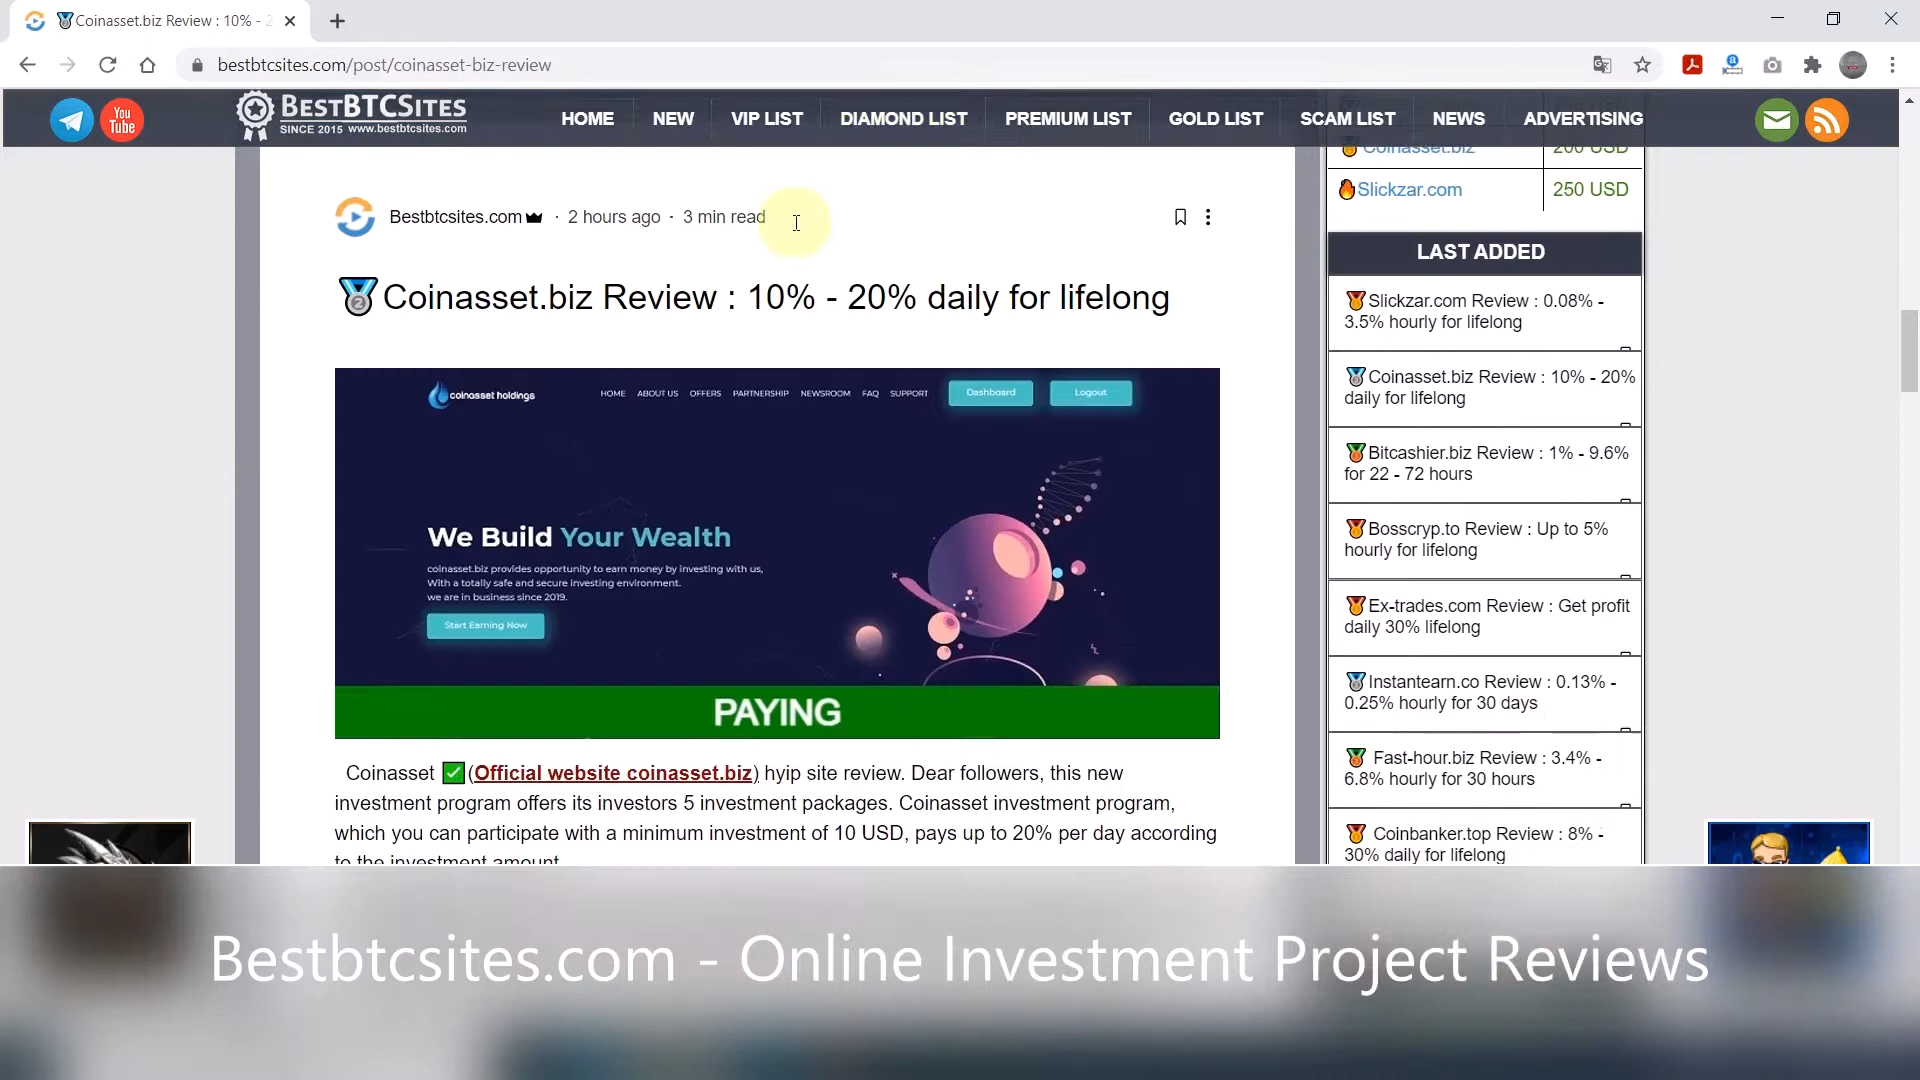 Coinasset.biz Review : 10% - 2
bestbtcsites.com/post/coinasset-biz-review
You
Tube
BESTBTCSITES
SINCE 2015 www.bestbtcsites.com
HOME
NEW
VIP LIST
DIAMOND LIST
PREMIUM LIST
GOLD LIST
SCAM LIST
NEWS
ADVERTISING
Bestbtcsites.com · 2 hours ago · 3 min read
Coinasset.biz Review : 10% - 20% daily for lifelong
coinasset holdings
HOME ABOUT US OFFERS PARTNERSHIP NEWSROOM FAQ SUPPORT
Dashboard
Logout
We Build Your Wealth
coinasset.biz provides opportunity to earn money by investing with us,
With a totally safe and secure investing environment.
we are in business since 2019.
Start Earning Now
PAYING
Coinasset ✅(Official website coinasset.biz) hyip site review. Dear followers, this new
investment program offers its investors 5 investment packages. Coinasset investment program,
which you can participate with a minimum investment of 10 USD, pays up to 20% per day according
to the investment amount.
Coinasset.biz 200 USD
Slickzar.com 250 USD
LAST ADDED
Slickzar.com Review : 0.08% -
3.5% hourly for lifelong
Coinasset.biz Review : 10% - 20%
daily for lifelong
Bitcashier.biz Review : 1% - 9.6%
for 22 - 72 hours
Bosscryp.to Review : Up to 5%
hourly for lifelong
Ex-trades.com Review : Get profit
daily 30% lifelong
Instantearn.co Review : 0.13% -
0.25% hourly for 30 days
Fast-hour.biz Review : 3.4% -
6.8% hourly for 30 hours
Coinbanker.top Review : 8% -
30% daily for lifelong
Bestbtcsites.com - Online Investment Project Reviews